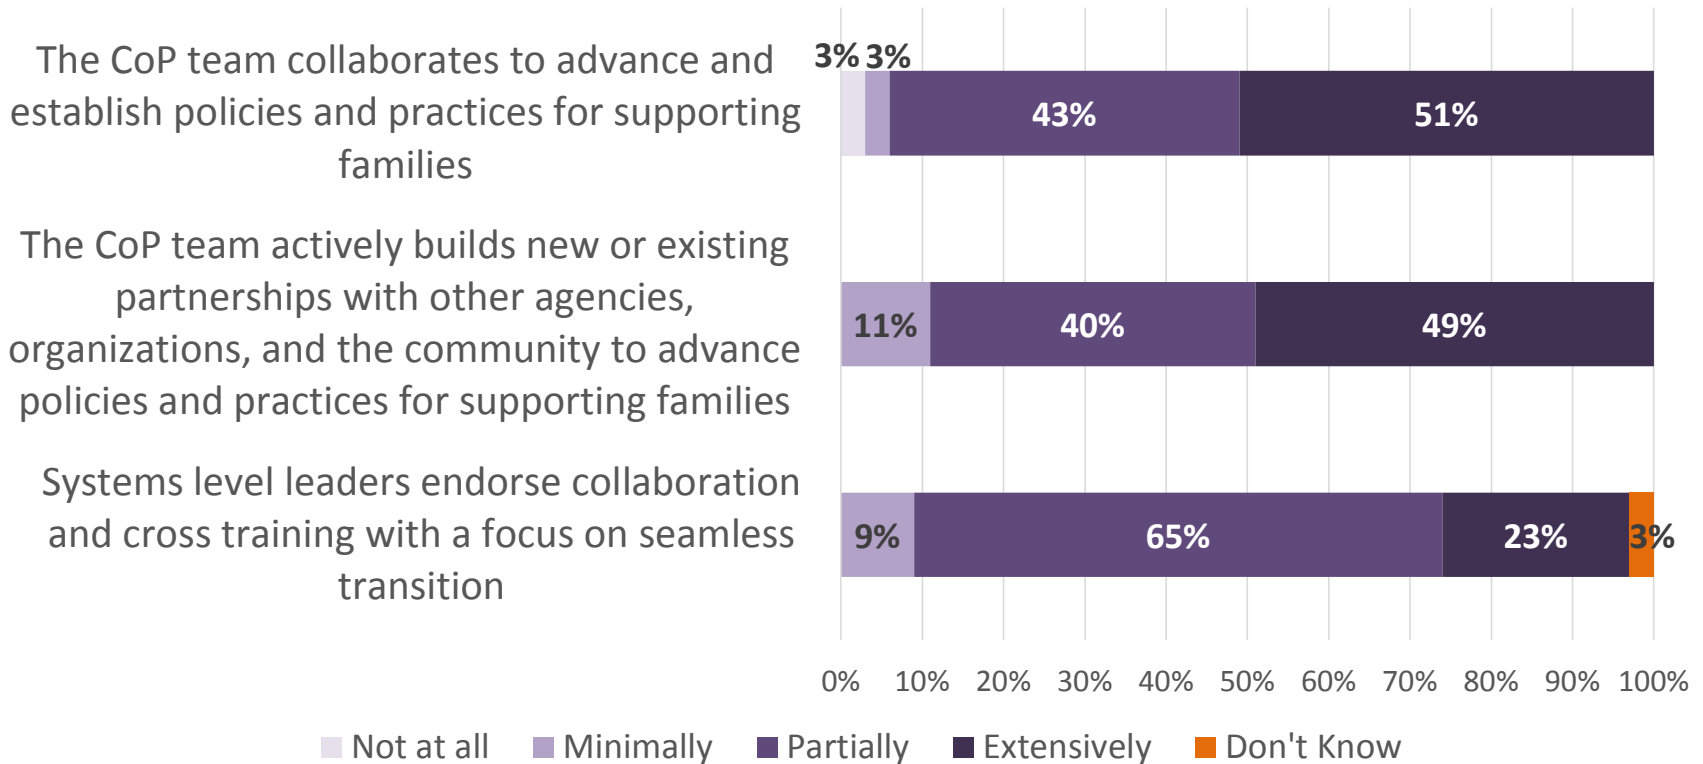 The CoP team collaborates to advance and
establish policies and practices for supporting
families
3% 3%
43%
51%
The CoP team actively builds new or existing
partnerships with other agencies,
organizations, and the community to advance
policies and practices for supporting families
11%
40%
49%
Systems level leaders endorse collaboration
and cross training with a focus on seamless
transition
9%
65%
23%
3%
0% 10% 20% 30% 40% 50% 60% 70% 80% 90% 100%
Not at all Minimally Partially Extensively Don't Know